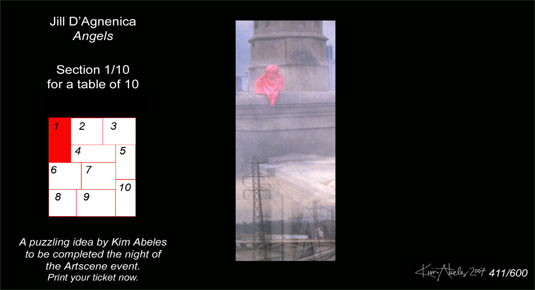 Jill D'Agnenica
Angels
Section 1/10
for a table of 10
1
2
3
4
5
6
7
8
9
10
A puzzling idea by Kim Abeles
to be completed the night of
the Artscene event.
Print your ticket now.
Kim Abeles 2007
411/600